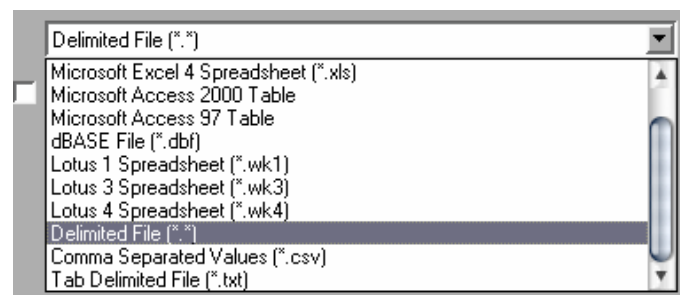 Delimited File (*.*)
Microsoft Excel 4 Spreadsheet (*.xls)
Microsoft Access 2000 Table
Microsoft Access 97 Table
dBASE File (*.dbf)
Lotus 1 Spreadsheet (*.wk1)
Lotus 3 Spreadsheet (*.wk3)
Lotus 4 Spreadsheet (*.wk4)
Delimited File (*.*)
Comma Separated Values (*.csv)
Tab Delimited File (*.txt)